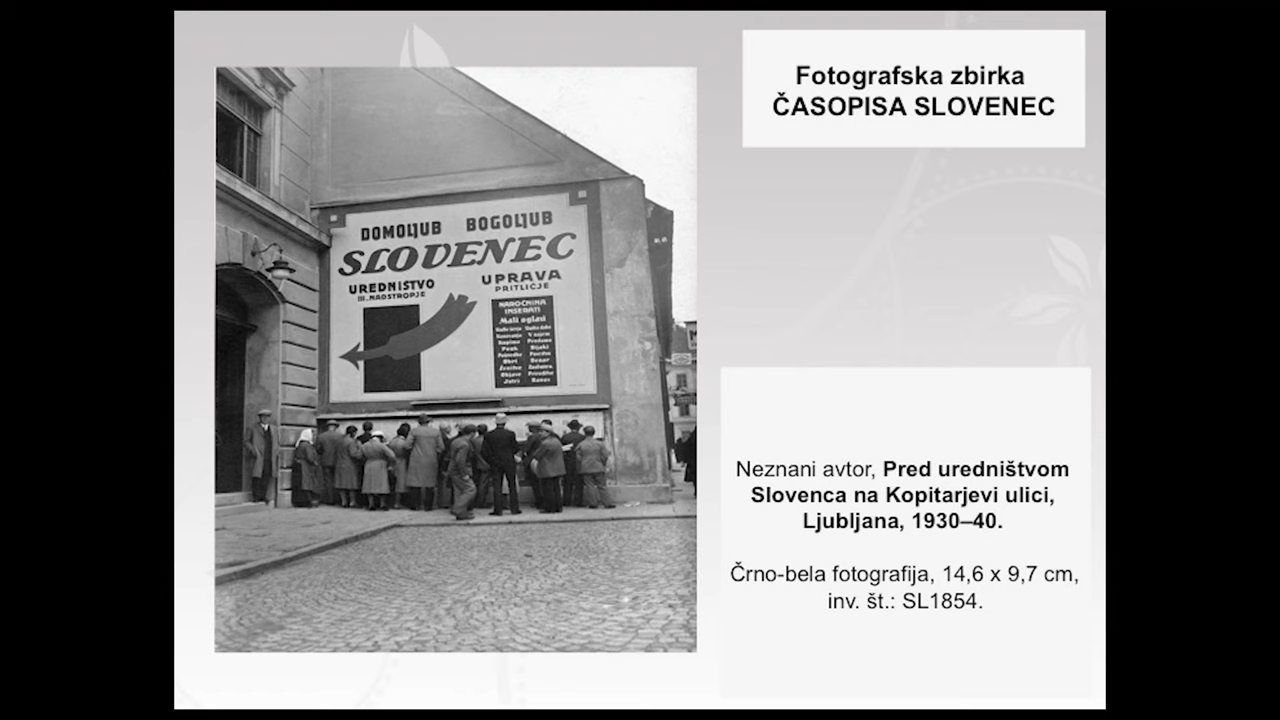 Fotografska zbirka
ČASOPISA SLOVENEC
DOMOLJUB BOGOLJUB
SLOVENEC
UREDNIŠTVO
III. NADSTROPJE
UPRAVA
PRITLIČJE
NAROČNINA
INSERATI
Mali oglasi
Neznani avtor, Pred uredništvom
Slovenca na Kopitarjevi ulici,
Ljubljana, 1930–40.
Črno-bela fotografija, 14,6 x 9,7 cm,
inv. št.: SL1854.